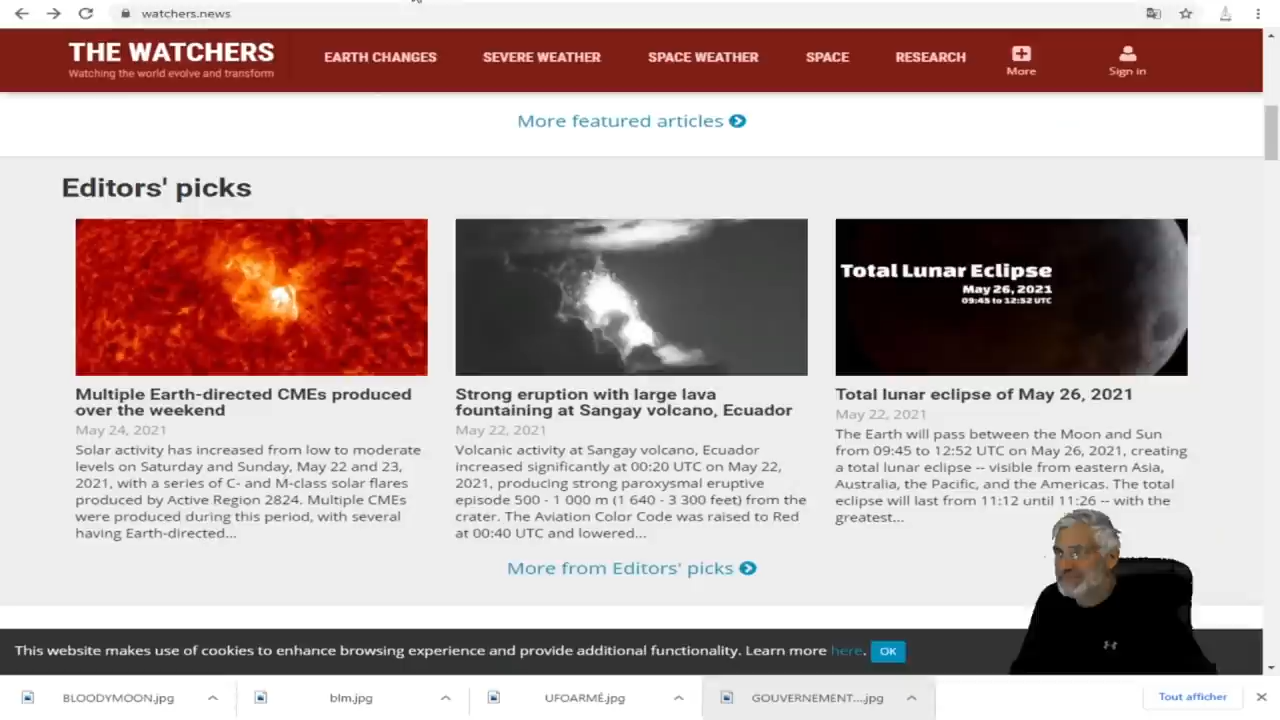 watchers.news
THE WATCHERS
Watching the world evolve and transform
EARTH CHANGES
SEVERE WEATHER
SPACE WEATHER
SPACE
RESEARCH
More
Sign in
More featured articles
Editors' picks
Total Lunar Eclipse
May 26, 2021
09:45 to 12:52 UTC
Multiple Earth-directed CMEs produced
over the weekend
May 24, 2021
Solar activity has increased from low to moderate
levels on Saturday and Sunday, May 22 and 23,
2021, with a series of C- and M-class solar flares
produced by Active Region 2824. Multiple CMEs
were produced during this period, with several
having Earth-directed...
Strong eruption with large lava
fountaining at Sangay volcano, Ecuador
May 22, 2021
Volcanic activity at Sangay volcano, Ecuador
increased significantly at 00:20 UTC on May 22,
2021, producing strong paroxysmal eruptive
episode 500 - 1 000 m (1 640 - 3 300 feet) from the
crater. The Aviation Color Code was raised to Red
at 00:40 UTC and lowered...
Total lunar eclipse of May 26, 2021
May 22, 2021
The Earth will pass between the Moon and Sun
from 09:45 to 12:52 UTC on May 26, 2021, creating
a total lunar eclipse -- visible from eastern Asia,
Australia, the Pacific, and the Americas. The total
eclipse will last from 11:12 until 11:26 -- with the
greatest...
More from Editors' picks
This website makes use of cookies to enhance browsing experience and provide additional functionality. Learn more here. OK
BLOODYMOON.jpg
blm.jpg
UFOARMÉ.jpg
GOUVERNEMENT....jpg
Tout afficher